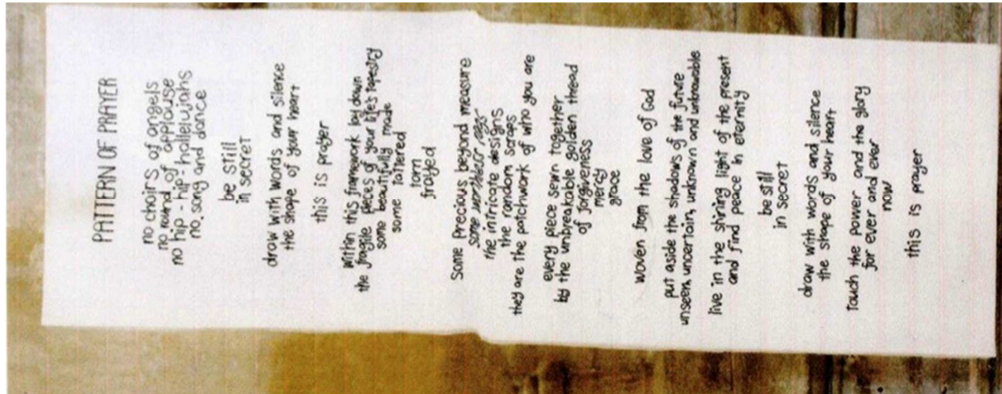 PATTERN OF PRAYER
no choirs of angels
no round of applause
no hip-hip-hallelujahs
no song and dance
be still
in secret
draw with words and silence
the shape of your heart
this is prayer
within this framework lay down
the fragile pieces of your life's tapestry
some beautifully made
some tattered
torn
frayed
some precious beyond measure
some worthless rags
the intricate designs
the random scraps
they are the patchwork of who you are
every piece sewn together
by the unbreakable golden thread
of forgiveness
mercy
grace
woven from the love of God
put aside the shadows of the future
unseen, uncertain, unknown and unknowable
live in the shining light of the present
and find peace in eternity
be still
in secret
draw with words and silence
the shape of your heart
touch the power and the glory
for ever and ever
now
this is prayer